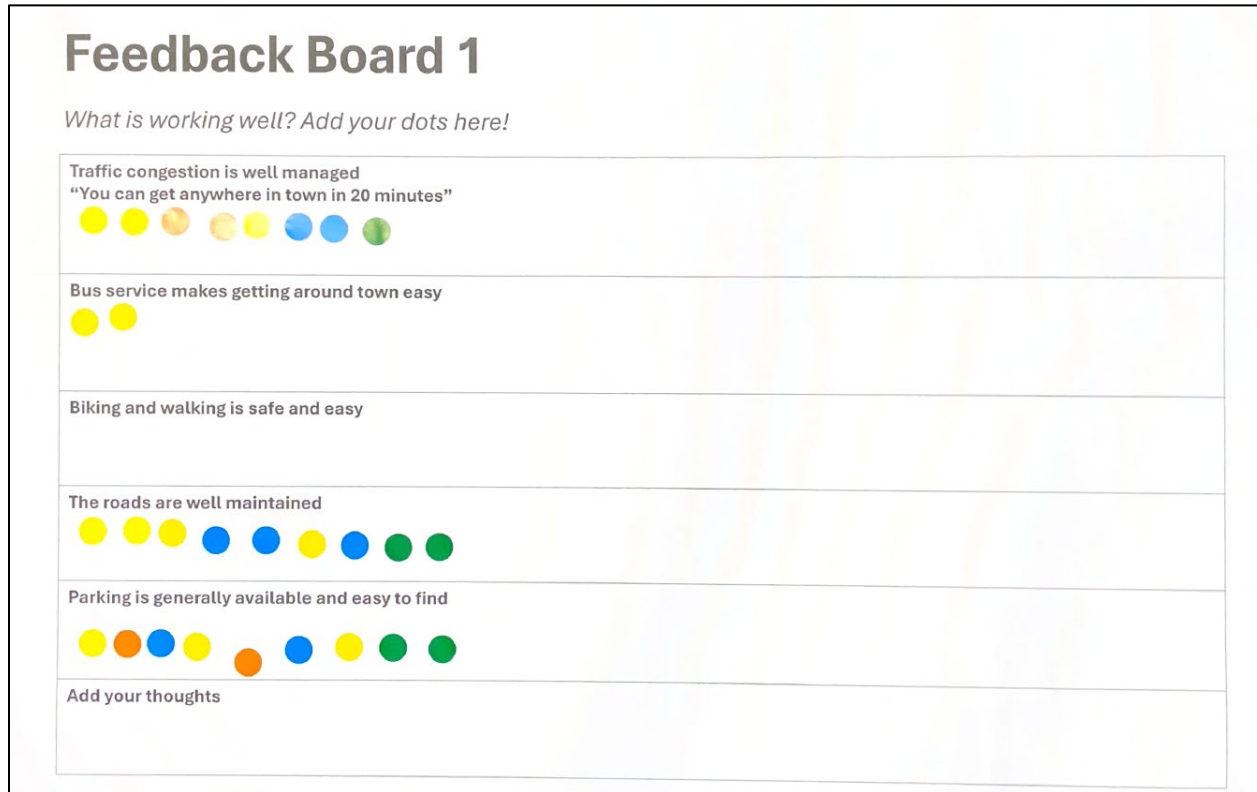 Feedback Board 1
What is working well? Add your dots here!
Traffic congestion is well managed
“You can get anywhere in town in 20 minutes”
Bus service makes getting around town easy
Biking and walking is safe and easy
The roads are well maintained
Parking is generally available and easy to find
Add your thoughts